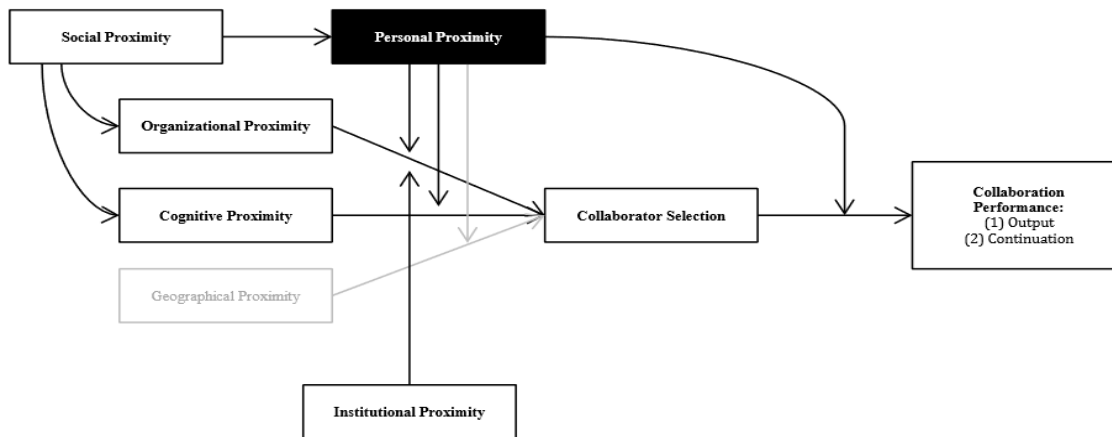 Social Proximity
Personal Proximity
Organizational Proximity
Cognitive Proximity
Collaborator Selection
Collaboration
Performance:
(1) Output
(2) Continuation
Geographical Proximity
Institutional Proximity